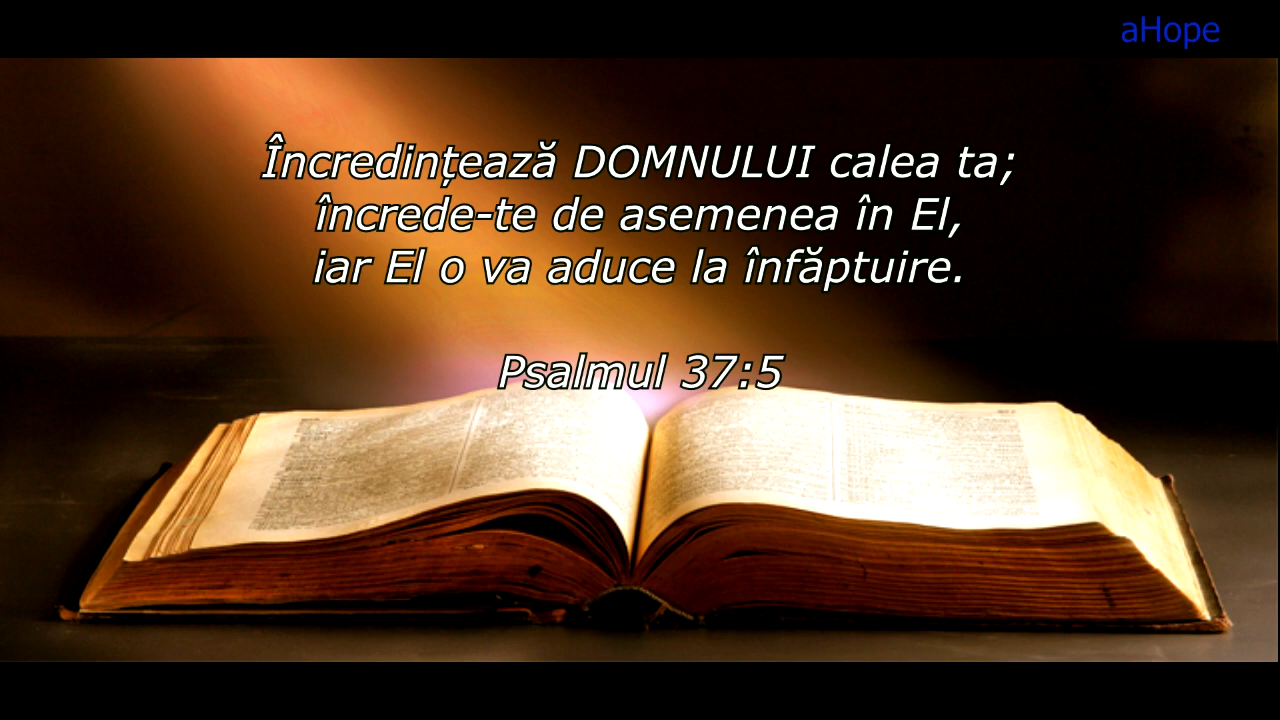 aHope
Încredințează DOMNULUI calea ta;
încrede-te de asemenea în El,
iar El o va aduce la înfăptuire.
Psalmul 37:5